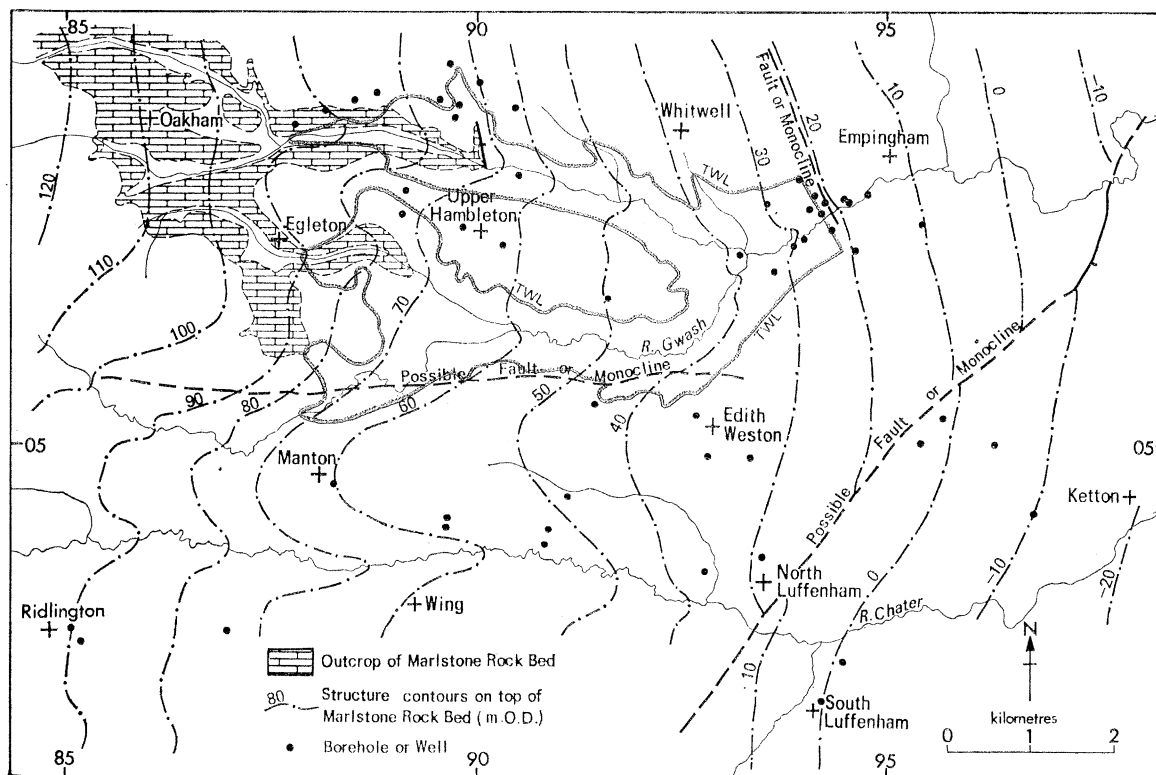 85
90
95
Oakham
Whitwell
Fault or Monocline
20
10
0
-10
Empingham
120
30
TWL
Upper
Hambleton
Egleton
110
70
TWL
TWL
100
R. Gwash
Possible Fault or Monocline
90
80
60
50
40
Edith
Weston
Possible Fault or Monocline
05
05
Manton
Ketton
0
-10
-20
North
Luffenham
Ridlington
Wing
R. Chater
N
10
Outcrop of Marlstone Rock Bed
80 Structure contours on top of
Marlstone Rock Bed (m.O.D.)
Borehole or Well
South
Luffenham
kilometres
0 1 2
85
90
95